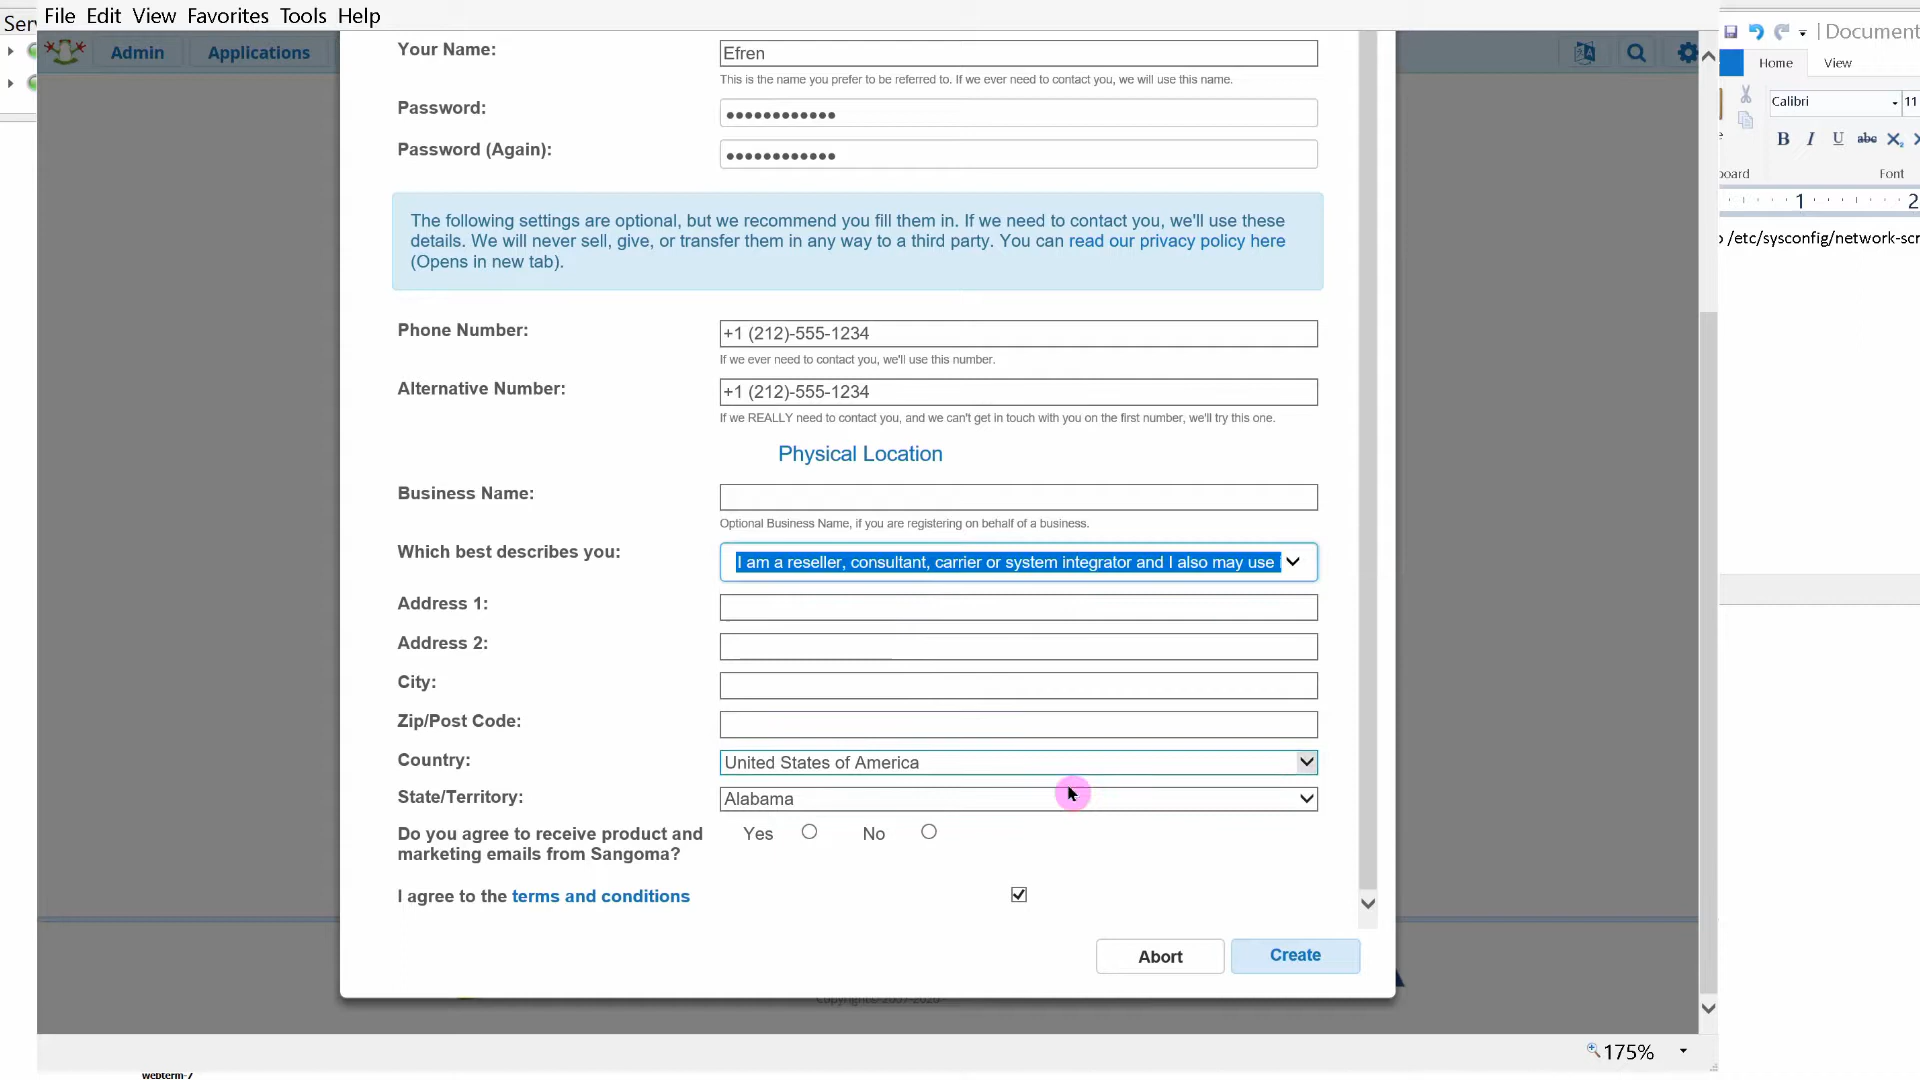 File Edit View Favorites Tools Help
Document
Admin Applications
Home View
Calibri 11
B I U abc X
Font
1 2
/etc/sysconfig/network-scr
Your Name: Efren
This is the name you prefer to be referred to. If we ever need to contact you, we will use this name.
Password: ••••••••••••
Password (Again): ••••••••••••
The following settings are optional, but we recommend you fill them in. If we need to contact you, we'll use these
details. We will never sell, give, or transfer them in any way to a third party. You can read our privacy policy here
(Opens in new tab).
Phone Number: +1 (212)-555-1234
If we ever need to contact you, we'll use this number.
Alternative Number: +1 (212)-555-1234
If we REALLY need to contact you, and we can't get in touch with you on the first number, we'll try this one.
Physical Location
Business Name:
Optional Business Name, if you are registering on behalf of a business.
Which best describes you: I am a reseller, consultant, carrier or system integrator and I also may use
Address 1:
Address 2:
City:
Zip/Post Code:
Country: United States of America
State/Territory: Alabama
Do you agree to receive product and Yes No
marketing emails from Sangoma?
I agree to the terms and conditions
Abort Create
175%
webterm-7